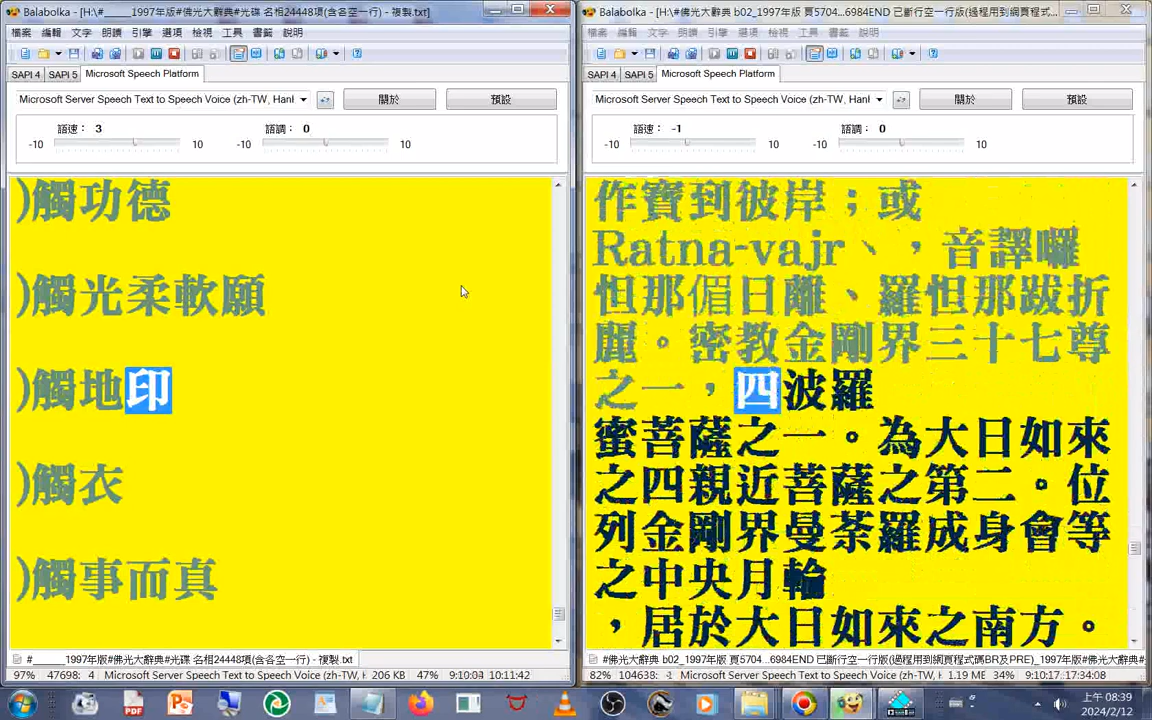 Balabolka - [H:\#_____1997年版#佛光大辭典#光碟 名相24448項(含各空一行) - 複製.txt]
檔案 編輯 文字 朗讀 引擎 選項 檢視 工具 書籤 說明
SAPI 4 SAPI 5 Microsoft Speech Platform
Microsoft Server Speech Text to Speech Voice (zh-TW, HanI
關於 預設
語速： 3 語調： 0
-10 10 -10 10
)觸功德
)觸光柔軟願
)觸地印
)觸衣
)觸事而真
#_____1997年版#佛光大辭典#光碟 名相24448項(含各空一行) - 複製.txt
97% 47698: 4 Microsoft Server Speech Text to Speech Voice (zh-TW, H 206 KB 47% 9:10:04 10:11:42
Balabolka - [H:\#佛光大辭典 b02_1997年版 頁5704...6984END 已斷行空一行版(過程用到網頁程式...
檔案 編輯 文字 朗讀 引擎 選項 檢視 工具 書籤 說明
SAPI 4 SAPI 5 Microsoft Speech Platform
Microsoft Server Speech Text to Speech Voice (zh-TW, HanI
關於 預設
語速： -1 語調： 0
-10 10 -10 10
作寶到彼岸；或
Ratna-vajr、，音譯囉
怛那𠸪日離、羅怛那跋折
麗。密教金剛界三十七尊
之一，四波羅
蜜菩薩之一。為大日如來
之四親近菩薩之第二。位
列金剛界曼荼羅成身會等
之中央月輪
，居於大日如來之南方。
#佛光大辭典 b02_1997年版 頁5704...6984END 已斷行空一行版(過程用到網頁程式碼BR及PRE)_1997年版#佛光大辭典#
82% 104638: Microsoft Server Speech Text to Speech Voice (zh-TW, H 1.19 ME 34% 9:10:17 17:34:08
上午 08:39
2024/2/12